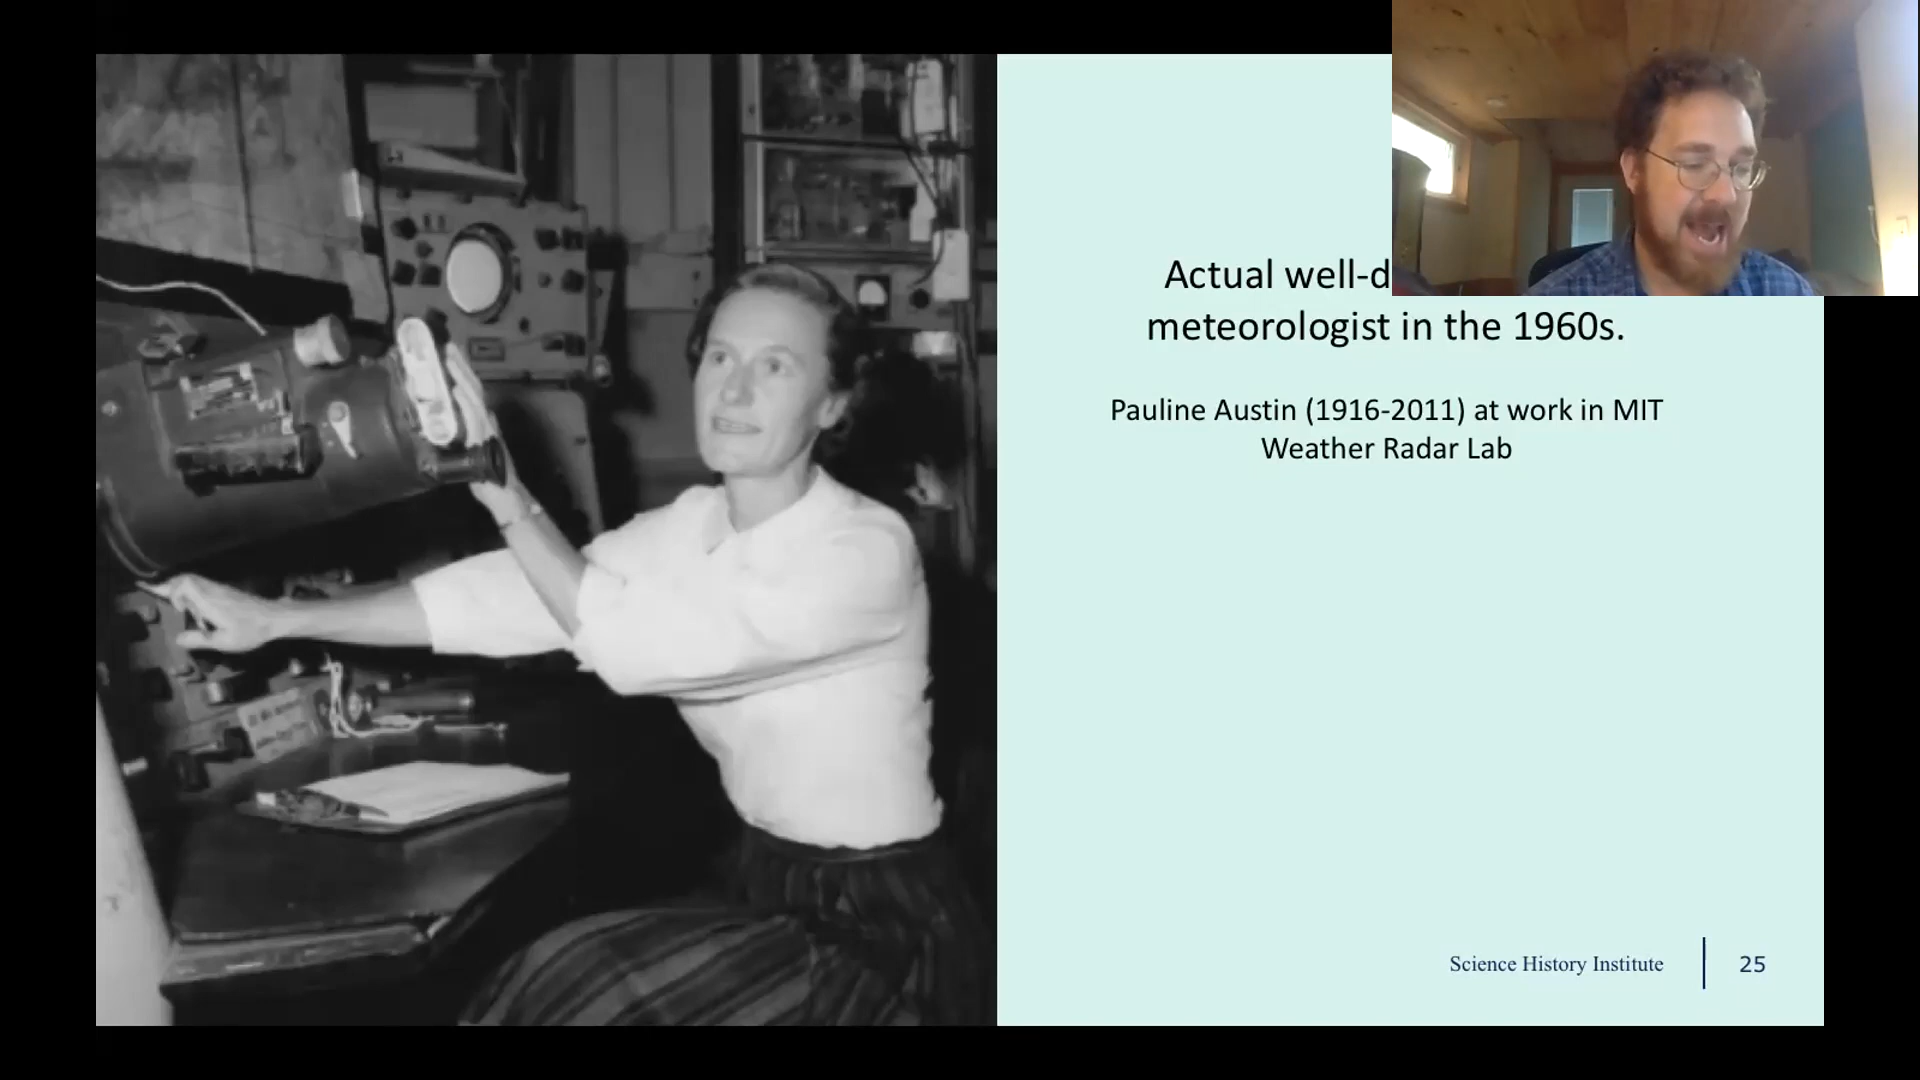 Actual well-d
meteorologist in the 1960s.
Pauline Austin (1916-2011) at work in MIT
Weather Radar Lab
Science History Institute
25